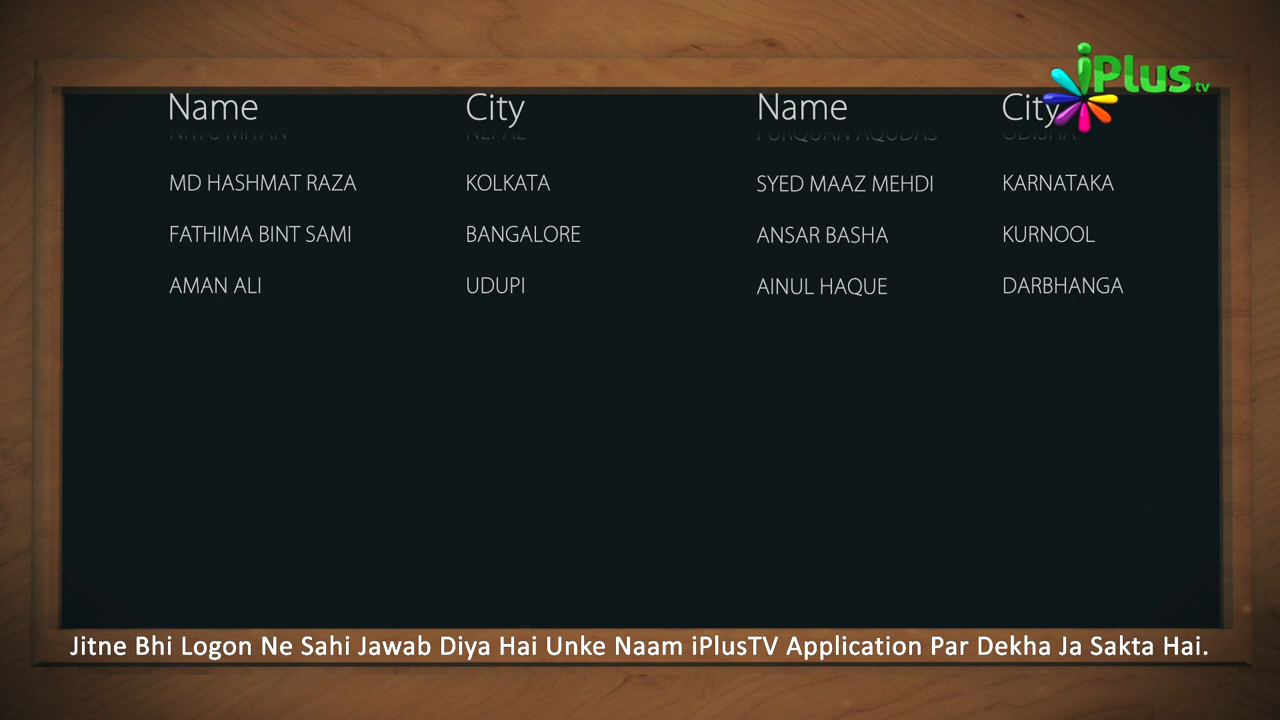 iPlus tv
Name City Name City
MD HASHMAT RAZA KOLKATA SYED MAAZ MEHDI KARNATAKA
FATHIMA BINT SAMI BANGALORE ANSAR BASHA KURNOOL
AMAN ALI UDUPI AINUL HAQUE DARBHANGA
Jitne Bhi Logon Ne Sahi Jawab Diya Hai Unke Naam iPlusTV Application Par Dekha Ja Sakta Hai.